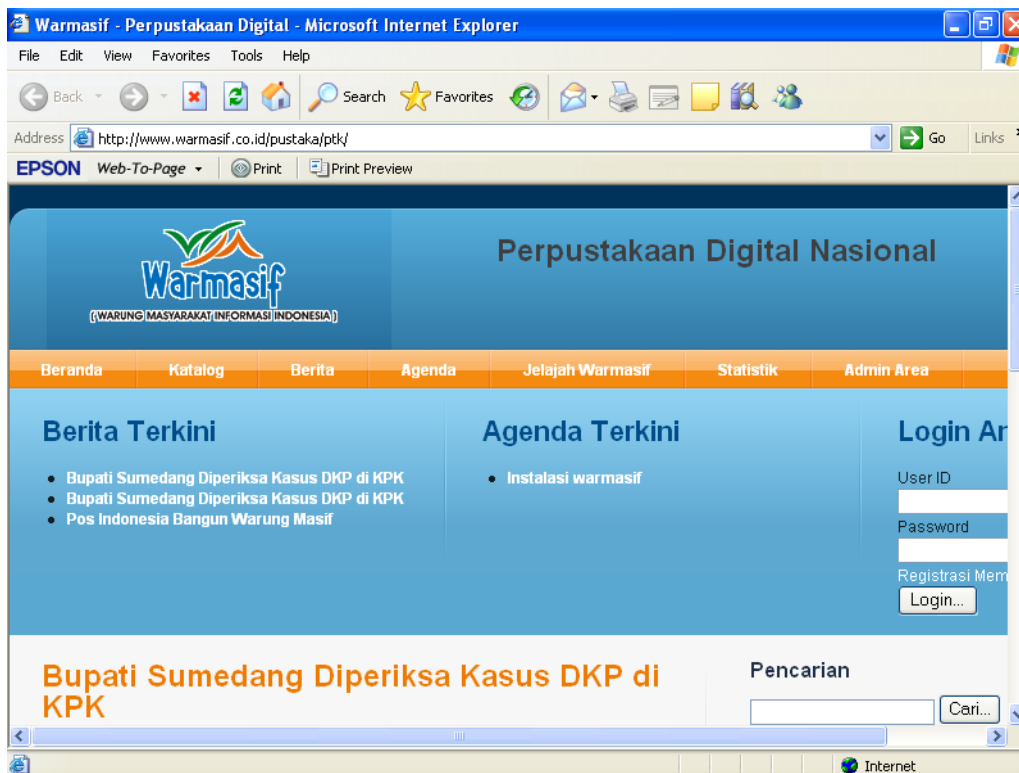 Warmasif - Perpustakaan Digital - Microsoft Internet Explorer
File Edit View Favorites Tools Help
Back Search Favorites
Address http://www.warmasif.co.id/pustaka/ptk/ Go Links
EPSON Web-To-Page Print Print Preview
Warmasif
{(WARUNG MASYARAKAT INFORMASI INDONESIA)}
Perpustakaan Digital Nasional
Beranda Katalog Berita Agenda Jelajah Warmasif Statistik Admin Area
Berita Terkini
Bupati Sumedang Diperiksa Kasus DKP di KPK
Bupati Sumedang Diperiksa Kasus DKP di KPK
Pos Indonesia Bangun Warung Masif
Agenda Terkini
Instalasi warmasif
Login Ar
User ID
Password
Registrasi Mem
Login...
Bupati Sumedang Diperiksa Kasus DKP di
KPK
Pencarian
Cari...
Internet